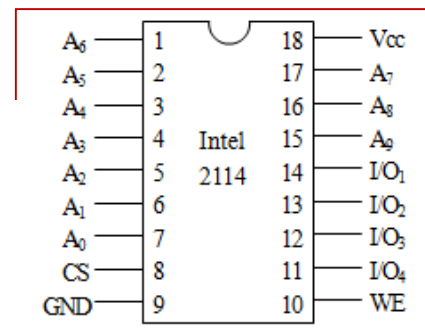 A₆ 1 18 Vcc
A₅ 2 17 A₇
A₄ 3 16 A₈
A₃ 4 Intel 15 A₉
A₂ 5 2114 14 I/O₁
A₁ 6 13 I/O₂
A₀ 7 12 I/O₃
CS 8 11 I/O₄
GND 9 10 WE